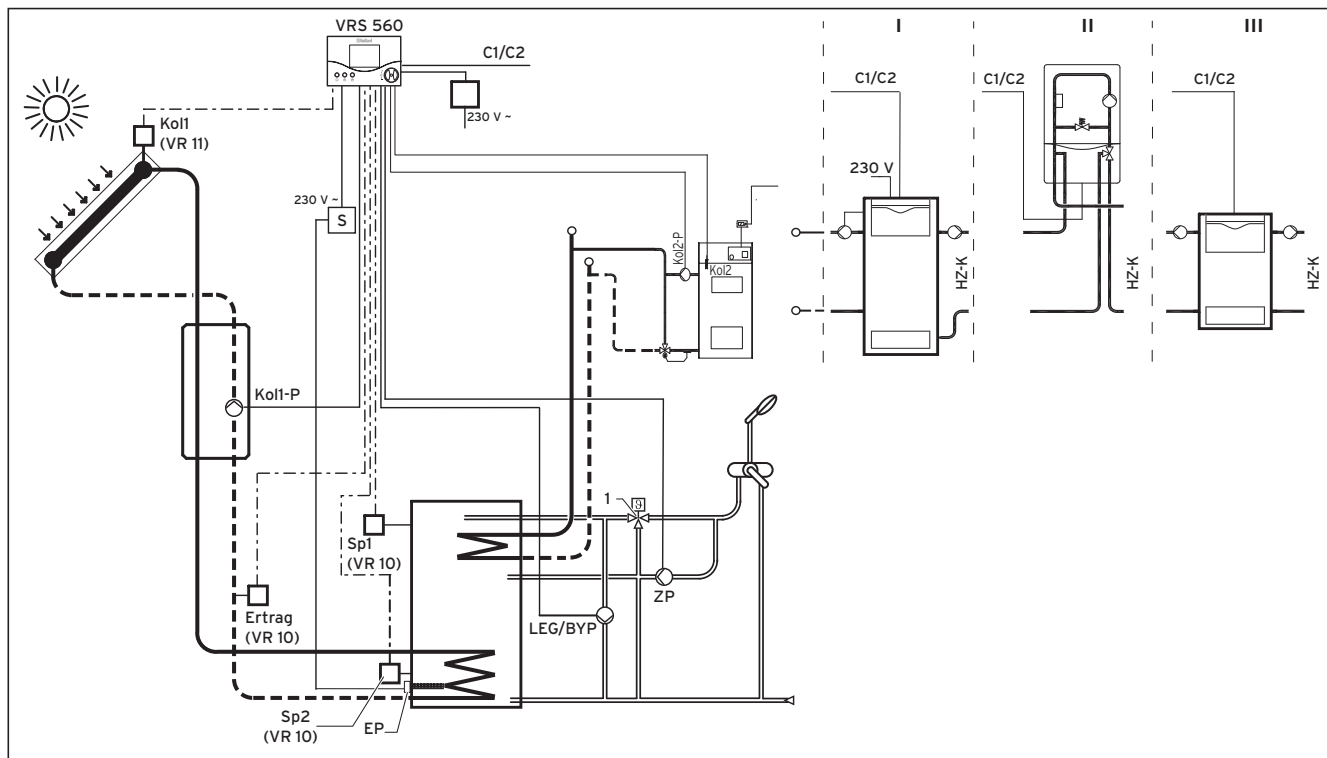 VRS 560
Vaillant
C1/C2
230 V ~
Kol1
(VR 11)
230 V ~
S
Kol2-P
Kol2
Kol1-P
Sp1
(VR 10)
Ertrag
(VR 10)
Sp2
(VR 10)
EP
LEG/BYP
ZP
1
ϑ
I
C1/C2
230 V
HZ-K
II
C1/C2
M
HZ-K
III
C1/C2
HZ-K